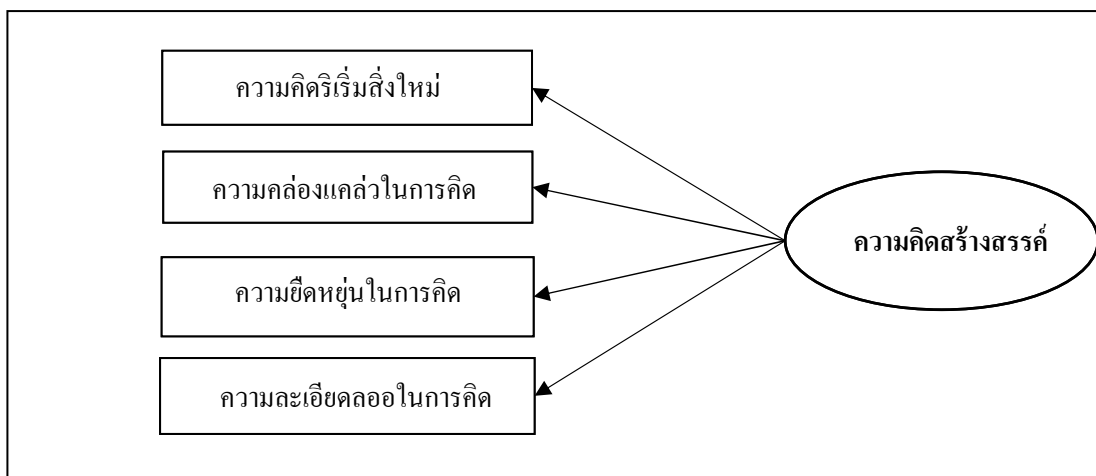 ความคิดริเริ่มสิ่งใหม่
ความคล่องแคล่วในการคิด
ความยืดหยุ่นในการคิด
ความละเอียดลออในการคิด
ความคิดสร้างสรรค์